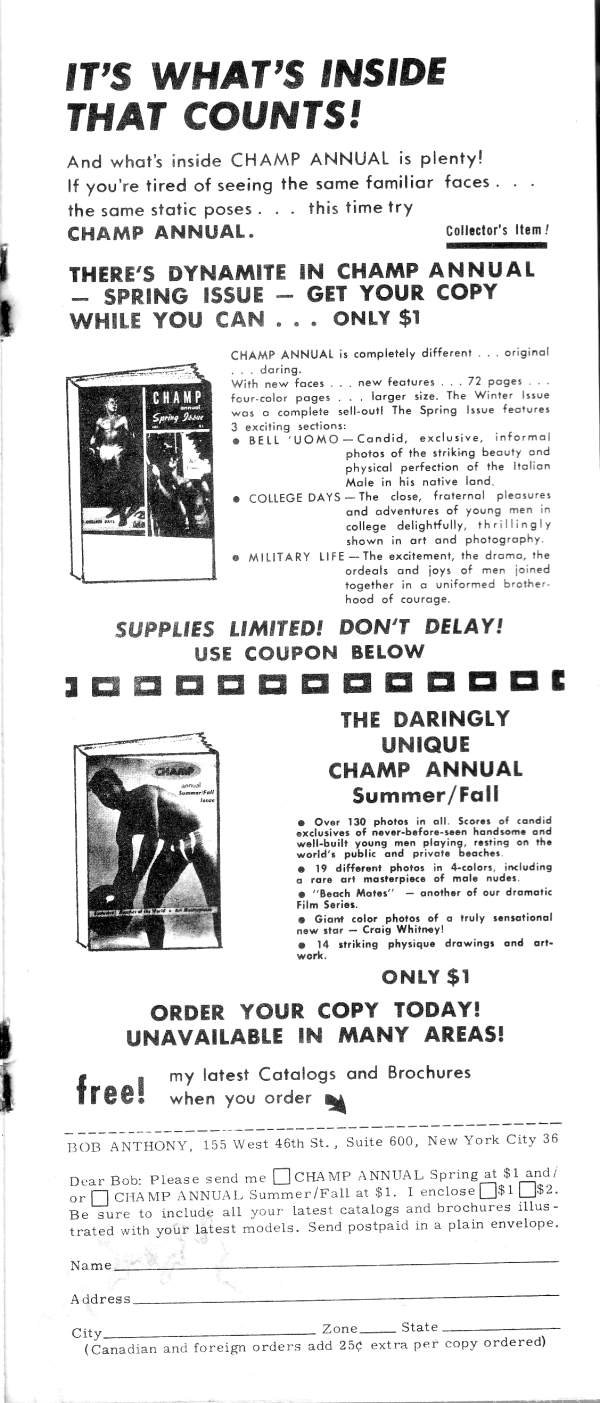 IT'S WHAT'S INSIDE
THAT COUNTS!
And what's inside CHAMP ANNUAL is plenty!
If you're tired of seeing the same familiar faces . . .
the same static poses . . . this time try
CHAMP ANNUAL.
Collector's Item!
THERE'S DYNAMITE IN CHAMP ANNUAL
— SPRING ISSUE — GET YOUR COPY
WHILE YOU CAN . . . ONLY $1
CHAMP
annual
Spring Issue
COLLEGE DAYS
CHAMP ANNUAL is completely different . . . original
. . . daring.
With new faces . . . new features . . . 72 pages . . .
four-color pages . . . larger size. The Winter Issue
was a complete sell-out! The Spring Issue features
3 exciting sections:
● BELL 'UOMO — Candid, exclusive, informal
photos of the striking beauty and
physical perfection of the Italian
Male in his native land.
● COLLEGE DAYS — The close, fraternal pleasures
and adventures of young men in
college delightfully, thrillingly
shown in art and photography.
● MILITARY LIFE — The excitement, the drama, the
ordeals and joys of men joined
together in a uniformed brother-
hood of courage.
SUPPLIES LIMITED! DON'T DELAY!
USE COUPON BELOW
CHAMP
annual
Summer/Fall
Issue
THE DARINGLY
UNIQUE
CHAMP ANNUAL
Summer/Fall
● Over 130 photos in all. Scores of candid
exclusives of never-before-seen handsome and
well-built young men playing, resting on the
world's public and private beaches.
● 19 different photos in 4-colors, including
a rare art masterpiece of male nudes.
● "Beach Mates" — another of our dramatic
Film Series.
● Giant color photos of a truly sensational
new star — Craig Whitney!
● 14 striking physique drawings and art-
work.
ONLY $1
ORDER YOUR COPY TODAY!
UNAVAILABLE IN MANY AREAS!
free! my latest Catalogs and Brochures
when you order
BOB ANTHONY, 155 West 46th St., Suite 600, New York City 36
Dear Bob: Please send me CHAMP ANNUAL Spring at $1 and/
or CHAMP ANNUAL Summer/Fall at $1. I enclose $1 $2.
Be sure to include all your latest catalogs and brochures illus-
trated with your latest models. Send postpaid in a plain envelope.
Name
Address
City Zone State
(Canadian and foreign orders add 25¢ extra per copy ordered)